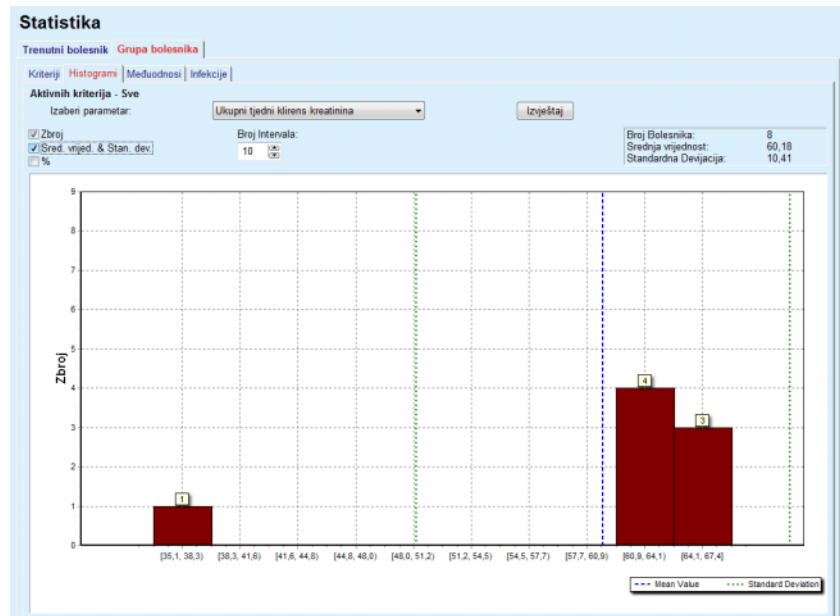 Statistika
Trenutni bolesnik Grupa bolesnika
Kriteriji Histogrami Međuodnosi Infekcije
Aktivnih kriterija - Sve
Izaberi parametar: Ukupni tjedni klirens kreatinina Izvještaj
Zbroj Broj Intervala: Broj Bolesnika: 8
Sred. vrijed. & Stan. dev. 10 Srednja vrijednost: 60,18
% Standardna Devijacija: 10,41
9
8
7
6
5
Zbroj
4 4
3 3
2
1 1
0
[35,1, 38,3) [38,3, 41,6) [41,6, 44,8) [44,8, 48,0) [48,0, 51,2) [51,2, 54,5) [54,5, 57,7) [57,7, 60,9) [60,9, 64,1) [64,1, 67,4]
Mean Value Standard Deviation